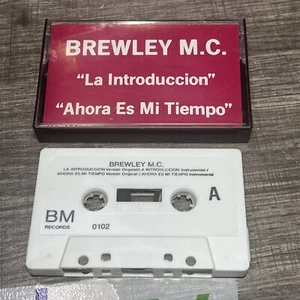 BREWLEY M.C.
"La Introduccion"
"Ahora Es Mi Tiempo"
BREWLEY M.C.
LA INTRODUCCION Version Original/LA INTRODUCCION Instrumental /
AHORA ES MI TIEMPO Version Original / AHORA ES MI TIEMPO Instrumental
BM
RECORDS
0102
A